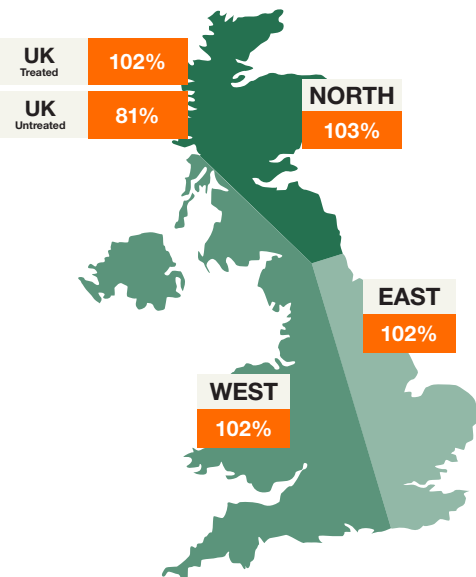 UK
Treated
102%
UK
Untreated
81%
NORTH
103%
EAST
102%
WEST
102%